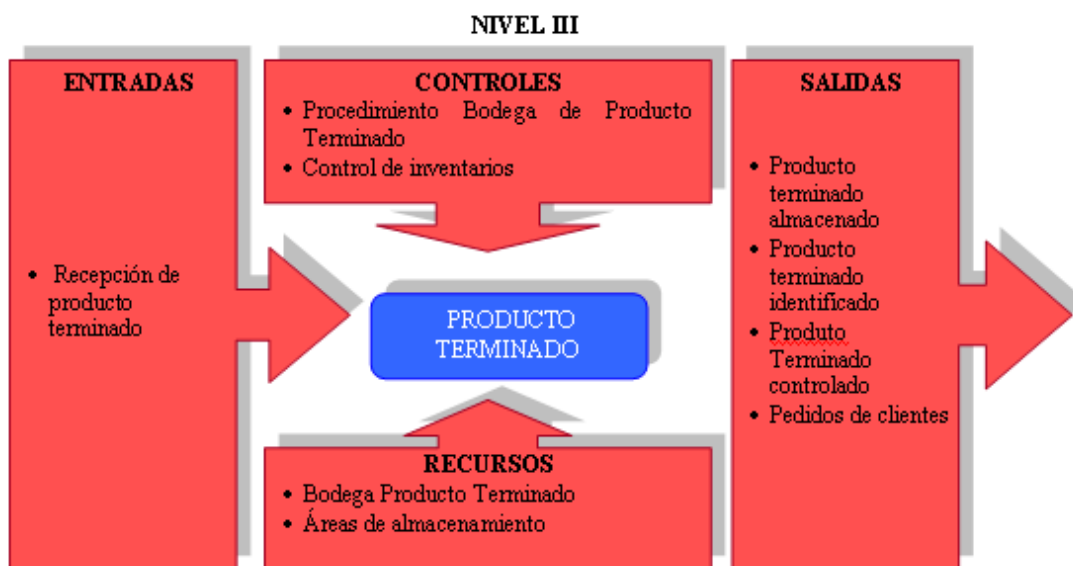 NIVEL III
ENTRADAS
• Recepción de
producto
terminado
CONTROLES
• Procedimiento Bodega de Producto
Terminado
• Control de inventarios
PRODUCTO
TERMINADO
RECURSOS
• Bodega Producto Terminado
• Áreas de almacenamiento
SALIDAS
• Producto
terminado
almacenado
• Producto
terminado
identificado
• Produto
Terminado
controlado
• Pedidos de clientes